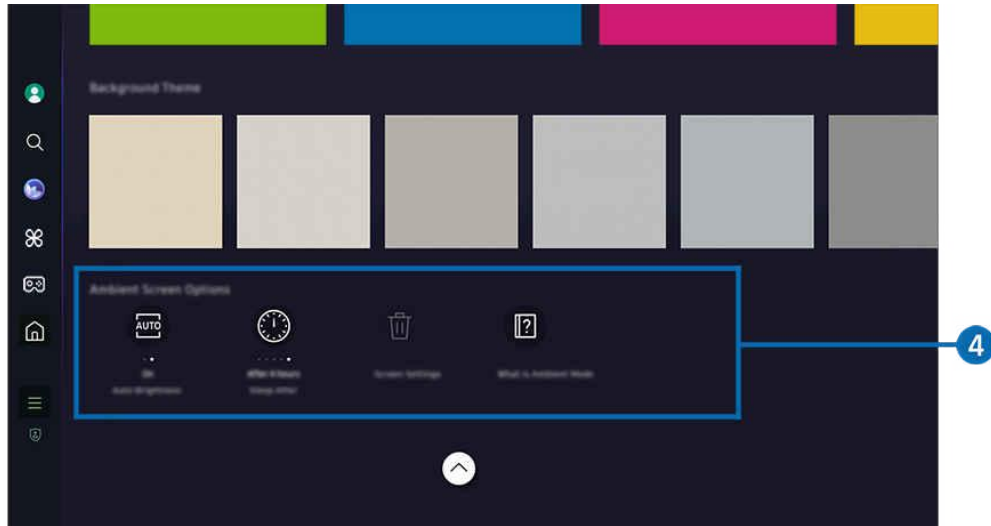 Background Theme
Ambient Screen Options
AUTO
?
On
After 4 hours
Screen Settings
What is Ambient Mode
Auto Brightness
Sleep After
4